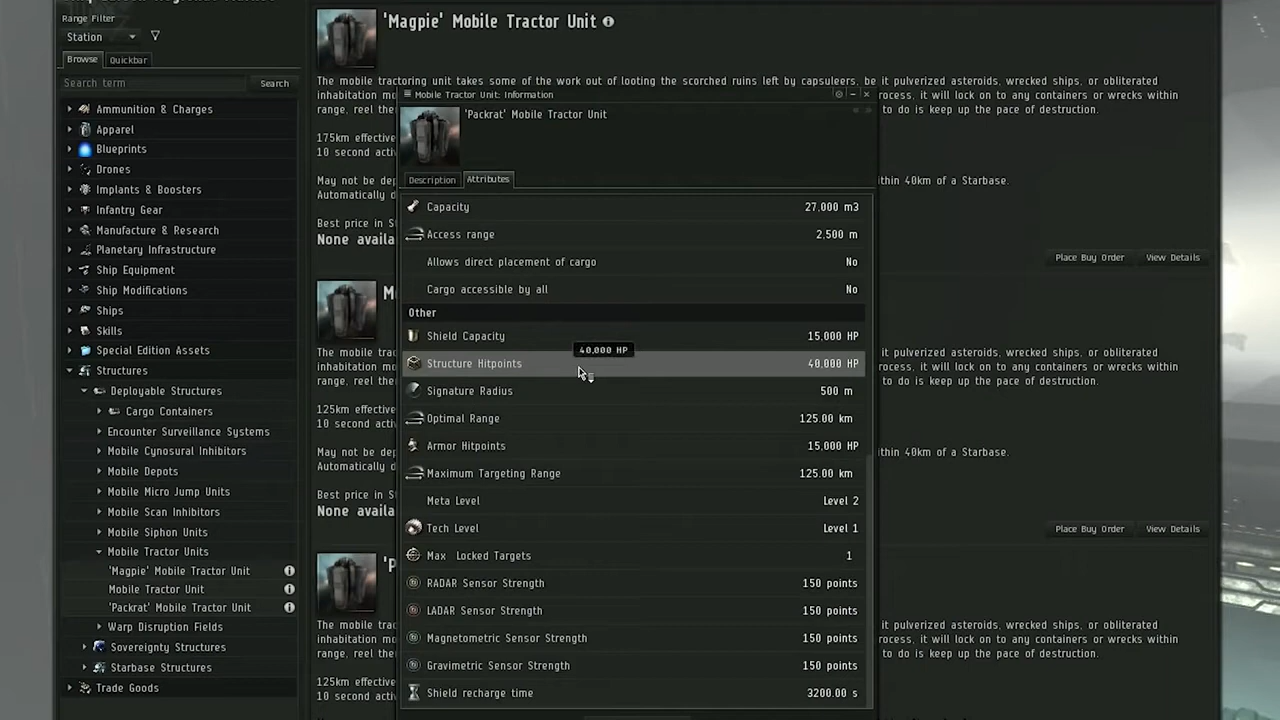 Range Filter
Station
Browse Quickbar
Search term Search
Ammunition & Charges
Apparel
Blueprints
Drones
Implants & Boosters
Infantry Gear
Manufacture & Research
Planetary Infrastructure
Ship Equipment
Ship Modifications
Ships
Skills
Special Edition Assets
Structures
Deployable Structures
Cargo Containers
Encounter Surveillance Systems
Mobile Cynosural Inhibitors
Mobile Depots
Mobile Micro Jump Units
Mobile Scan Inhibitors
Mobile Siphon Units
Mobile Tractor Units
'Magpie' Mobile Tractor Unit
Mobile Tractor Unit
'Packrat' Mobile Tractor Unit
Warp Disruption Fields
Sovereignty Structures
Starbase Structures
Trade Goods
'Magpie' Mobile Tractor Unit
The mobile tractoring unit takes some of the work out of looting the scorched ruins left by capsuleers, be it pulverized asteroids, wrecked ships, or obliterated
inhabitation mo
range, reel the
rocess, it will lock on to any containers or wrecks within
to do is keep up the pace of destruction.
175km effective
10 second activ
May not be dep
thin 40km of a Starbase.
Automatically d
Best price in St
None availa
Place Buy Order View Details
M
The mobile trac
t pulverized asteroids, wrecked ships, or obliterated
inhabitation mo
rocess, it will lock on to any containers or wrecks within
range, reel the
to do is keep up the pace of destruction.
125km effective
10 second activ
May not be dep
thin 40km of a Starbase.
Automatically d
Best price in St
None availa
Place Buy Order View Details
'P
The mobile trac
t pulverized asteroids, wrecked ships, or obliterated
inhabitation mo
rocess, it will lock on to any containers or wrecks within
range, reel the
to do is keep up the pace of destruction.
125km effective
10 second activ
Mobile Tractor Unit: Information
'Packrat' Mobile Tractor Unit
Description Attributes
Capacity 27,000 m3
Access range 2,500 m
Allows direct placement of cargo No
Cargo accessible by all No
Other
Shield Capacity 15,000 HP
40,000 HP
Structure Hitpoints 40,000 HP
Signature Radius 500 m
Optimal Range 125.00 km
Armor Hitpoints 15,000 HP
Maximum Targeting Range 125.00 km
Meta Level Level 2
Tech Level Level 1
Max Locked Targets 1
RADAR Sensor Strength 150 points
LADAR Sensor Strength 150 points
Magnetometric Sensor Strength 150 points
Gravimetric Sensor Strength 150 points
Shield recharge time 3200.00 s